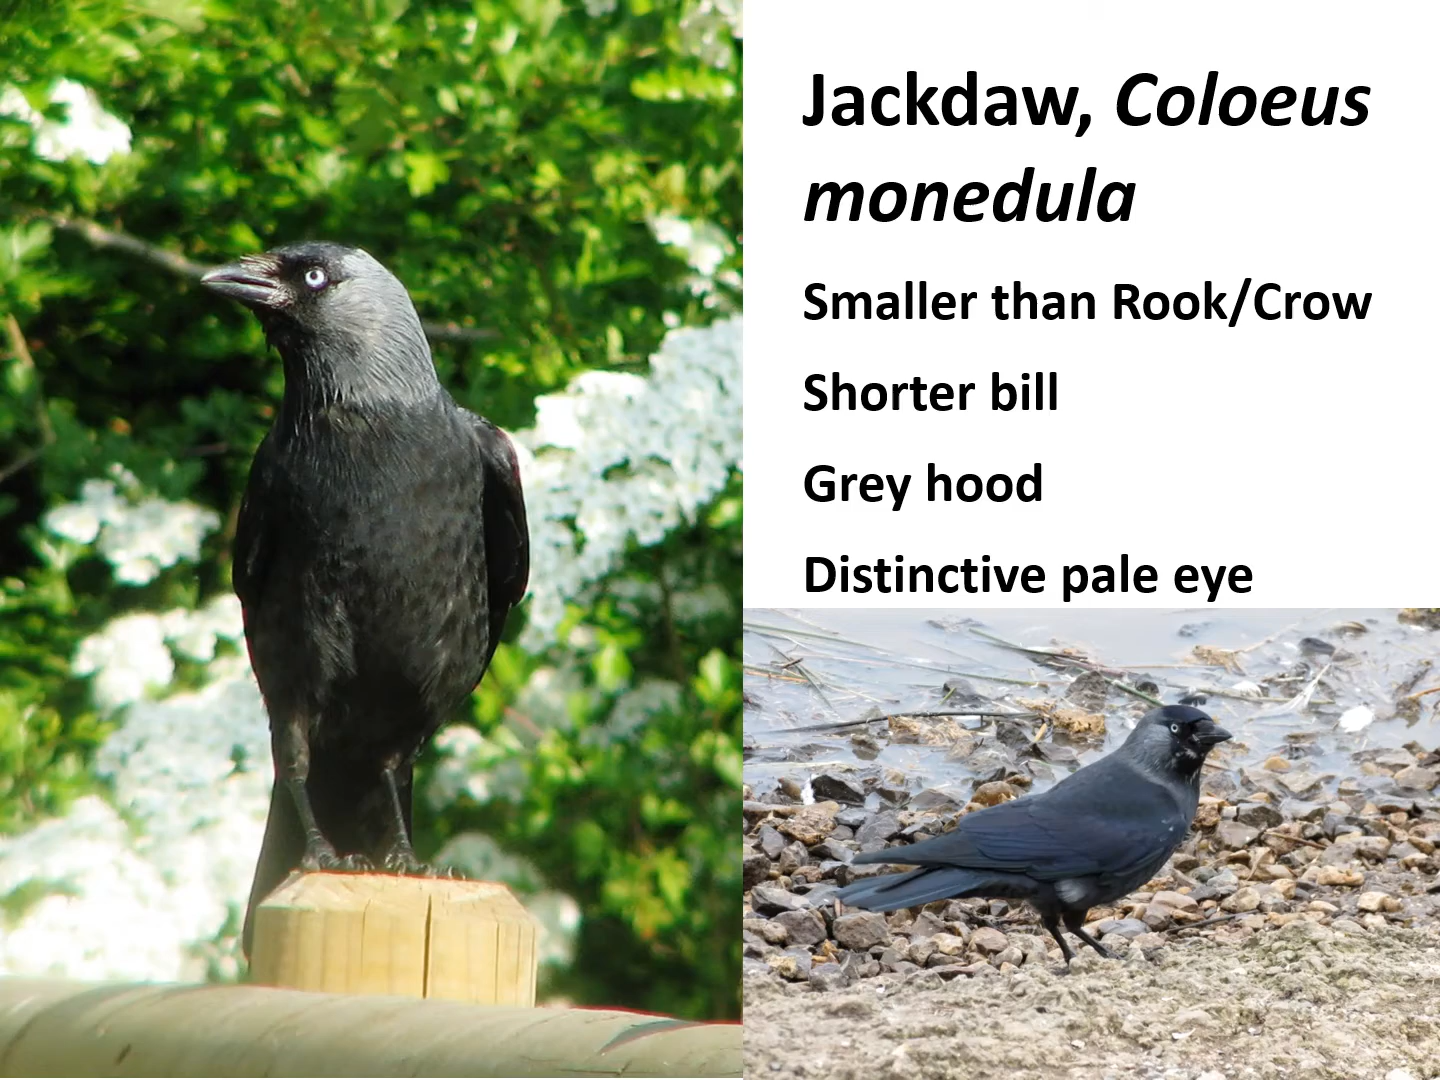 Jackdaw, Coloeus
monedula
Smaller than Rook/Crow
Shorter bill
Grey hood
Distinctive pale eye